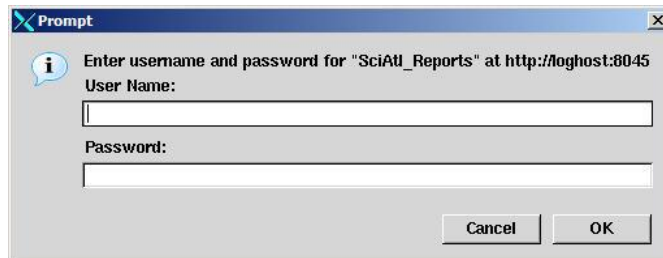 Prompt
Enter username and password for "SciAtl_Reports" at http://loghost:8045
User Name:
Password:
Cancel OK